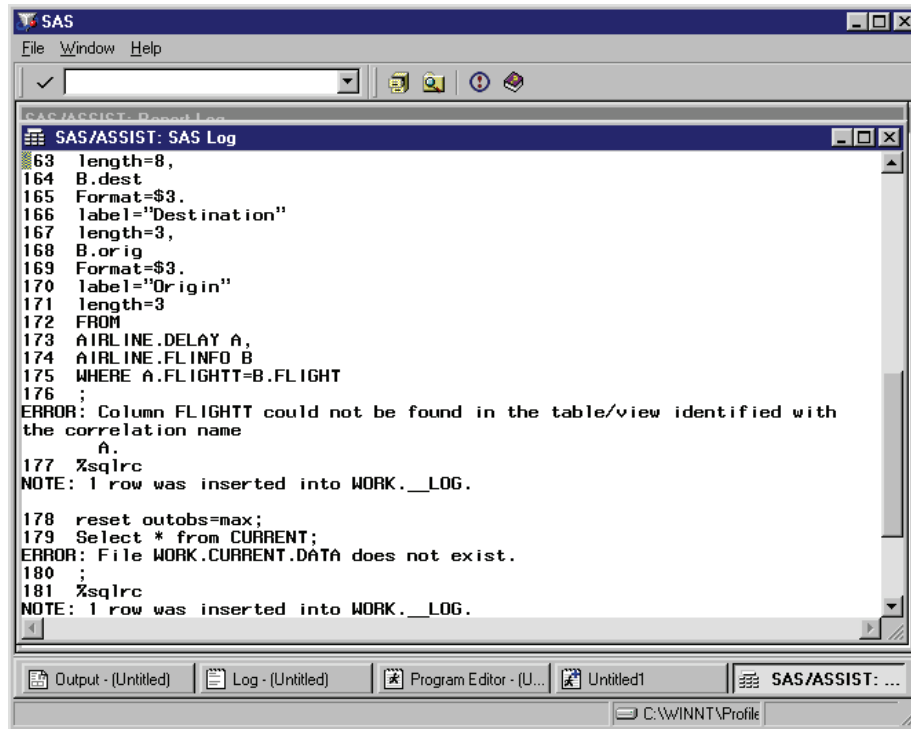 SAS
File Window Help
SAS/ASSIST: Report Log
SAS/ASSIST: SAS Log
63 length=8,
164 B.dest
165 Format=$3.
166 label="Destination"
167 length=3,
168 B.orig
169 Format=$3.
170 label="Origin"
171 length=3
172 FROM
173 AIRLINE.DELAY A,
174 AIRLINE.FLINFO B
175 WHERE A.FLIGHTT=B.FLIGHT
176 ;
ERROR: Column FLIGHTT could not be found in the table/view identified with
the correlation name
A.
177 %sqlrc
NOTE: 1 row was inserted into WORK.__LOG.
178 reset outobs=max;
179 Select * from CURRENT;
ERROR: File WORK.CURRENT.DATA does not exist.
180 ;
181 %sqlrc
NOTE: 1 row was inserted into WORK.__LOG.
Output - (Untitled) Log - (Untitled) Program Editor - (U... Untitled1 SAS/ASSIST: ...
C:\WINNT\Profile